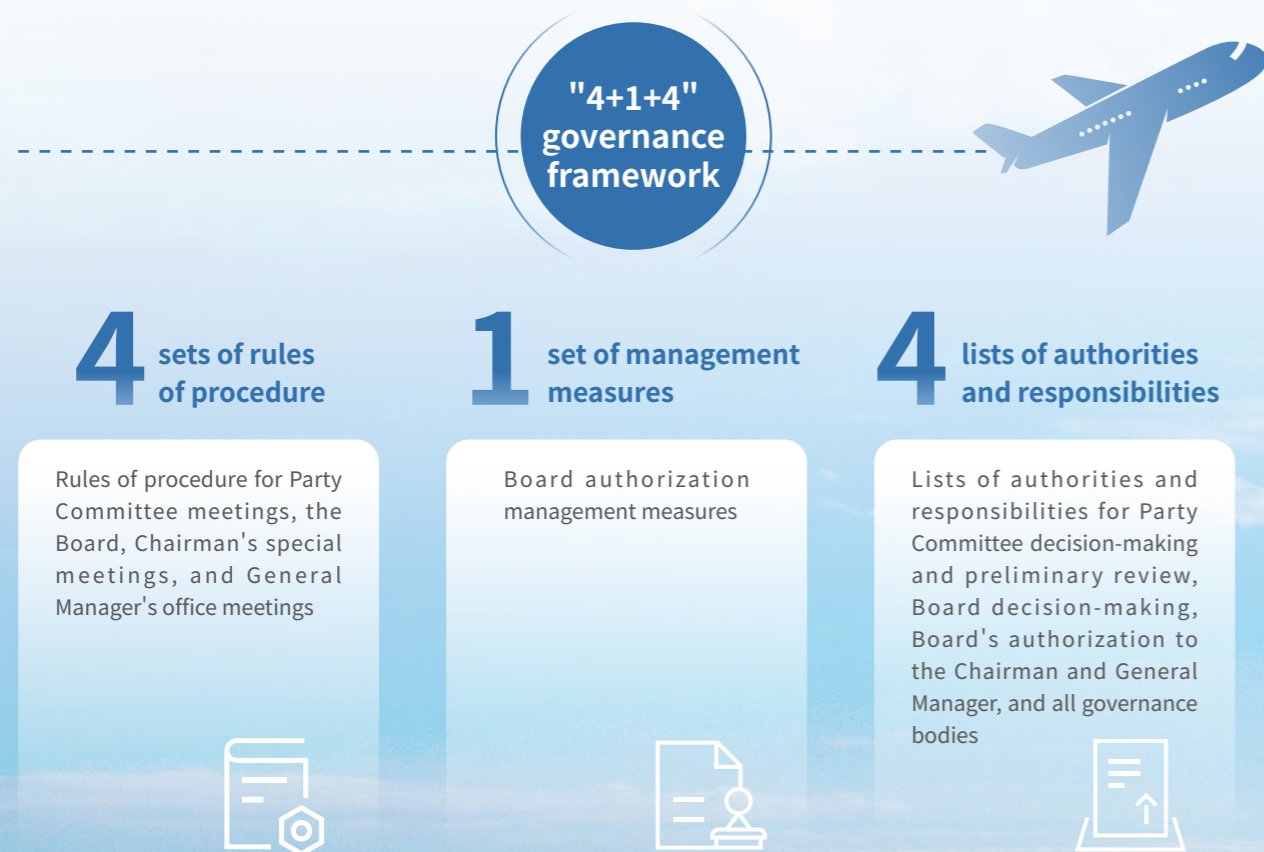 "4+1+4"
governance
framework
4 sets of rules
of procedure
Rules of procedure for Party
Committee meetings, the
Board, Chairman's special
meetings, and General
Manager's office meetings
1 set of management
measures
Board authorization
management measures
4 lists of authorities
and responsibilities
Lists of authorities and
responsibilities for Party
Committee decision-making
and preliminary review,
Board decision-making,
Board's authorization to
the Chairman and General
Manager, and all governance
bodies